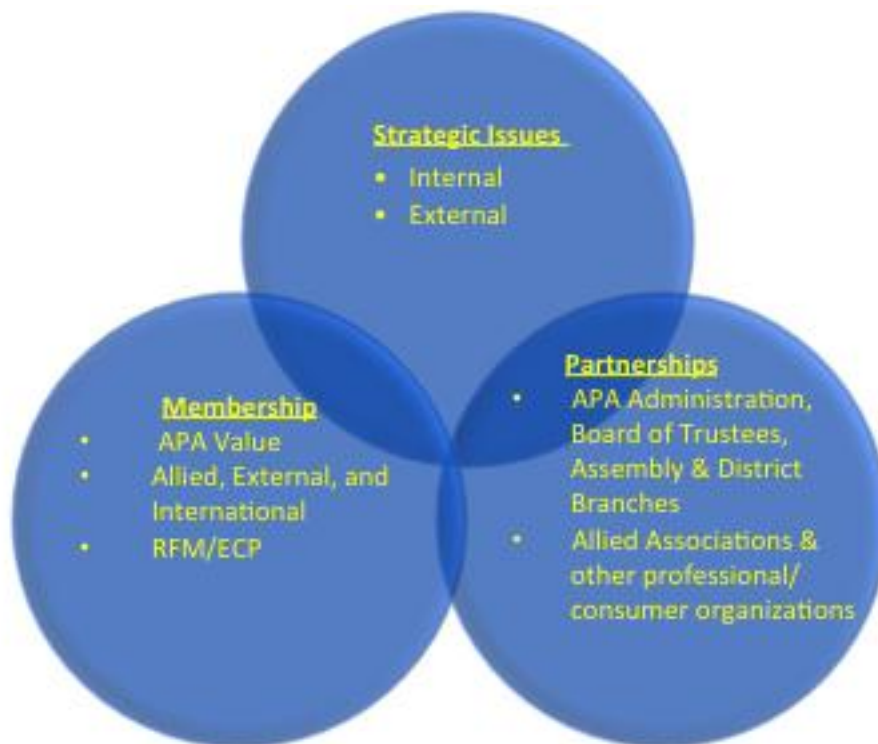 Strategic Issues
• Internal
• External
Membership
• APA Value
• Allied, External, and
International
• RFM/ECP
Partnerships
• APA Administration,
Board of Trustees,
Assembly & District
Branches
• Allied Associations &
other professional/
consumer organizations